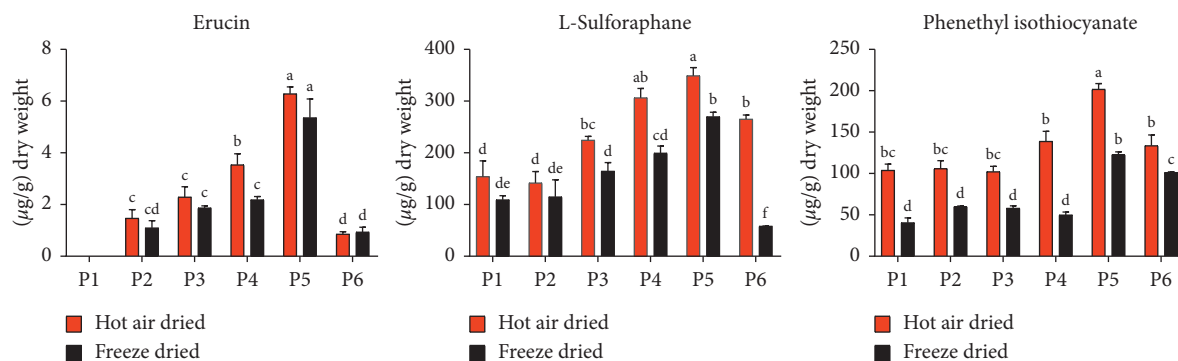 Erucin
(μg/g) dry weight
8
6
4
2
0
c
cd
c
c
b
c
a
a
d
d
P1 P2 P3 P4 P5 P6
Hot air dried
Freeze dried
L-Sulforaphane
(μg/g) dry weight
400
300
200
100
0
d
de
d
de
bc
cd
ab
cd
a
b
b
f
P1 P2 P3 P4 P5 P6
Hot air dried
Freeze dried
Phenethyl isothiocyanate
(μg/g) dry weight
250
200
150
100
50
0
bc
d
bc
d
bc
d
b
d
a
b
b
c
P1 P2 P3 P4 P5 P6
Hot air dried
Freeze dried